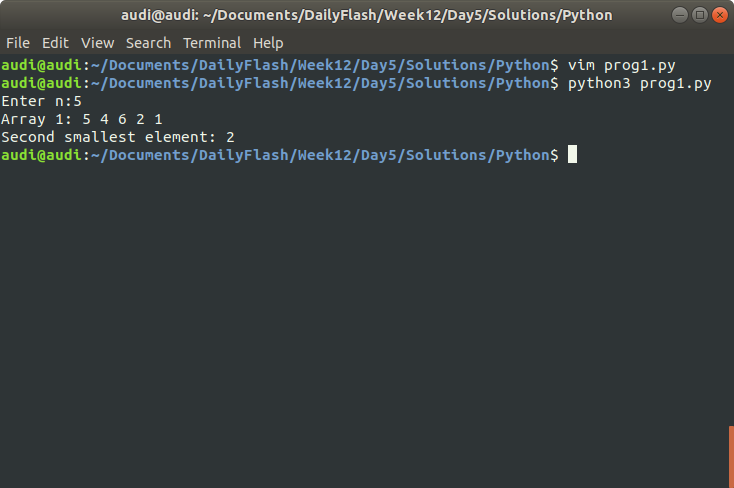 audi@audi: ~/Documents/DailyFlash/Week12/Day5/Solutions/Python
File Edit View Search Terminal Help
audi@audi:~/Documents/DailyFlash/Week12/Day5/Solutions/Python$ vim prog1.py
audi@audi:~/Documents/DailyFlash/Week12/Day5/Solutions/Python$ python3 prog1.py
Enter n:5
Array 1: 5 4 6 2 1
Second smallest element: 2
audi@audi:~/Documents/DailyFlash/Week12/Day5/Solutions/Python$